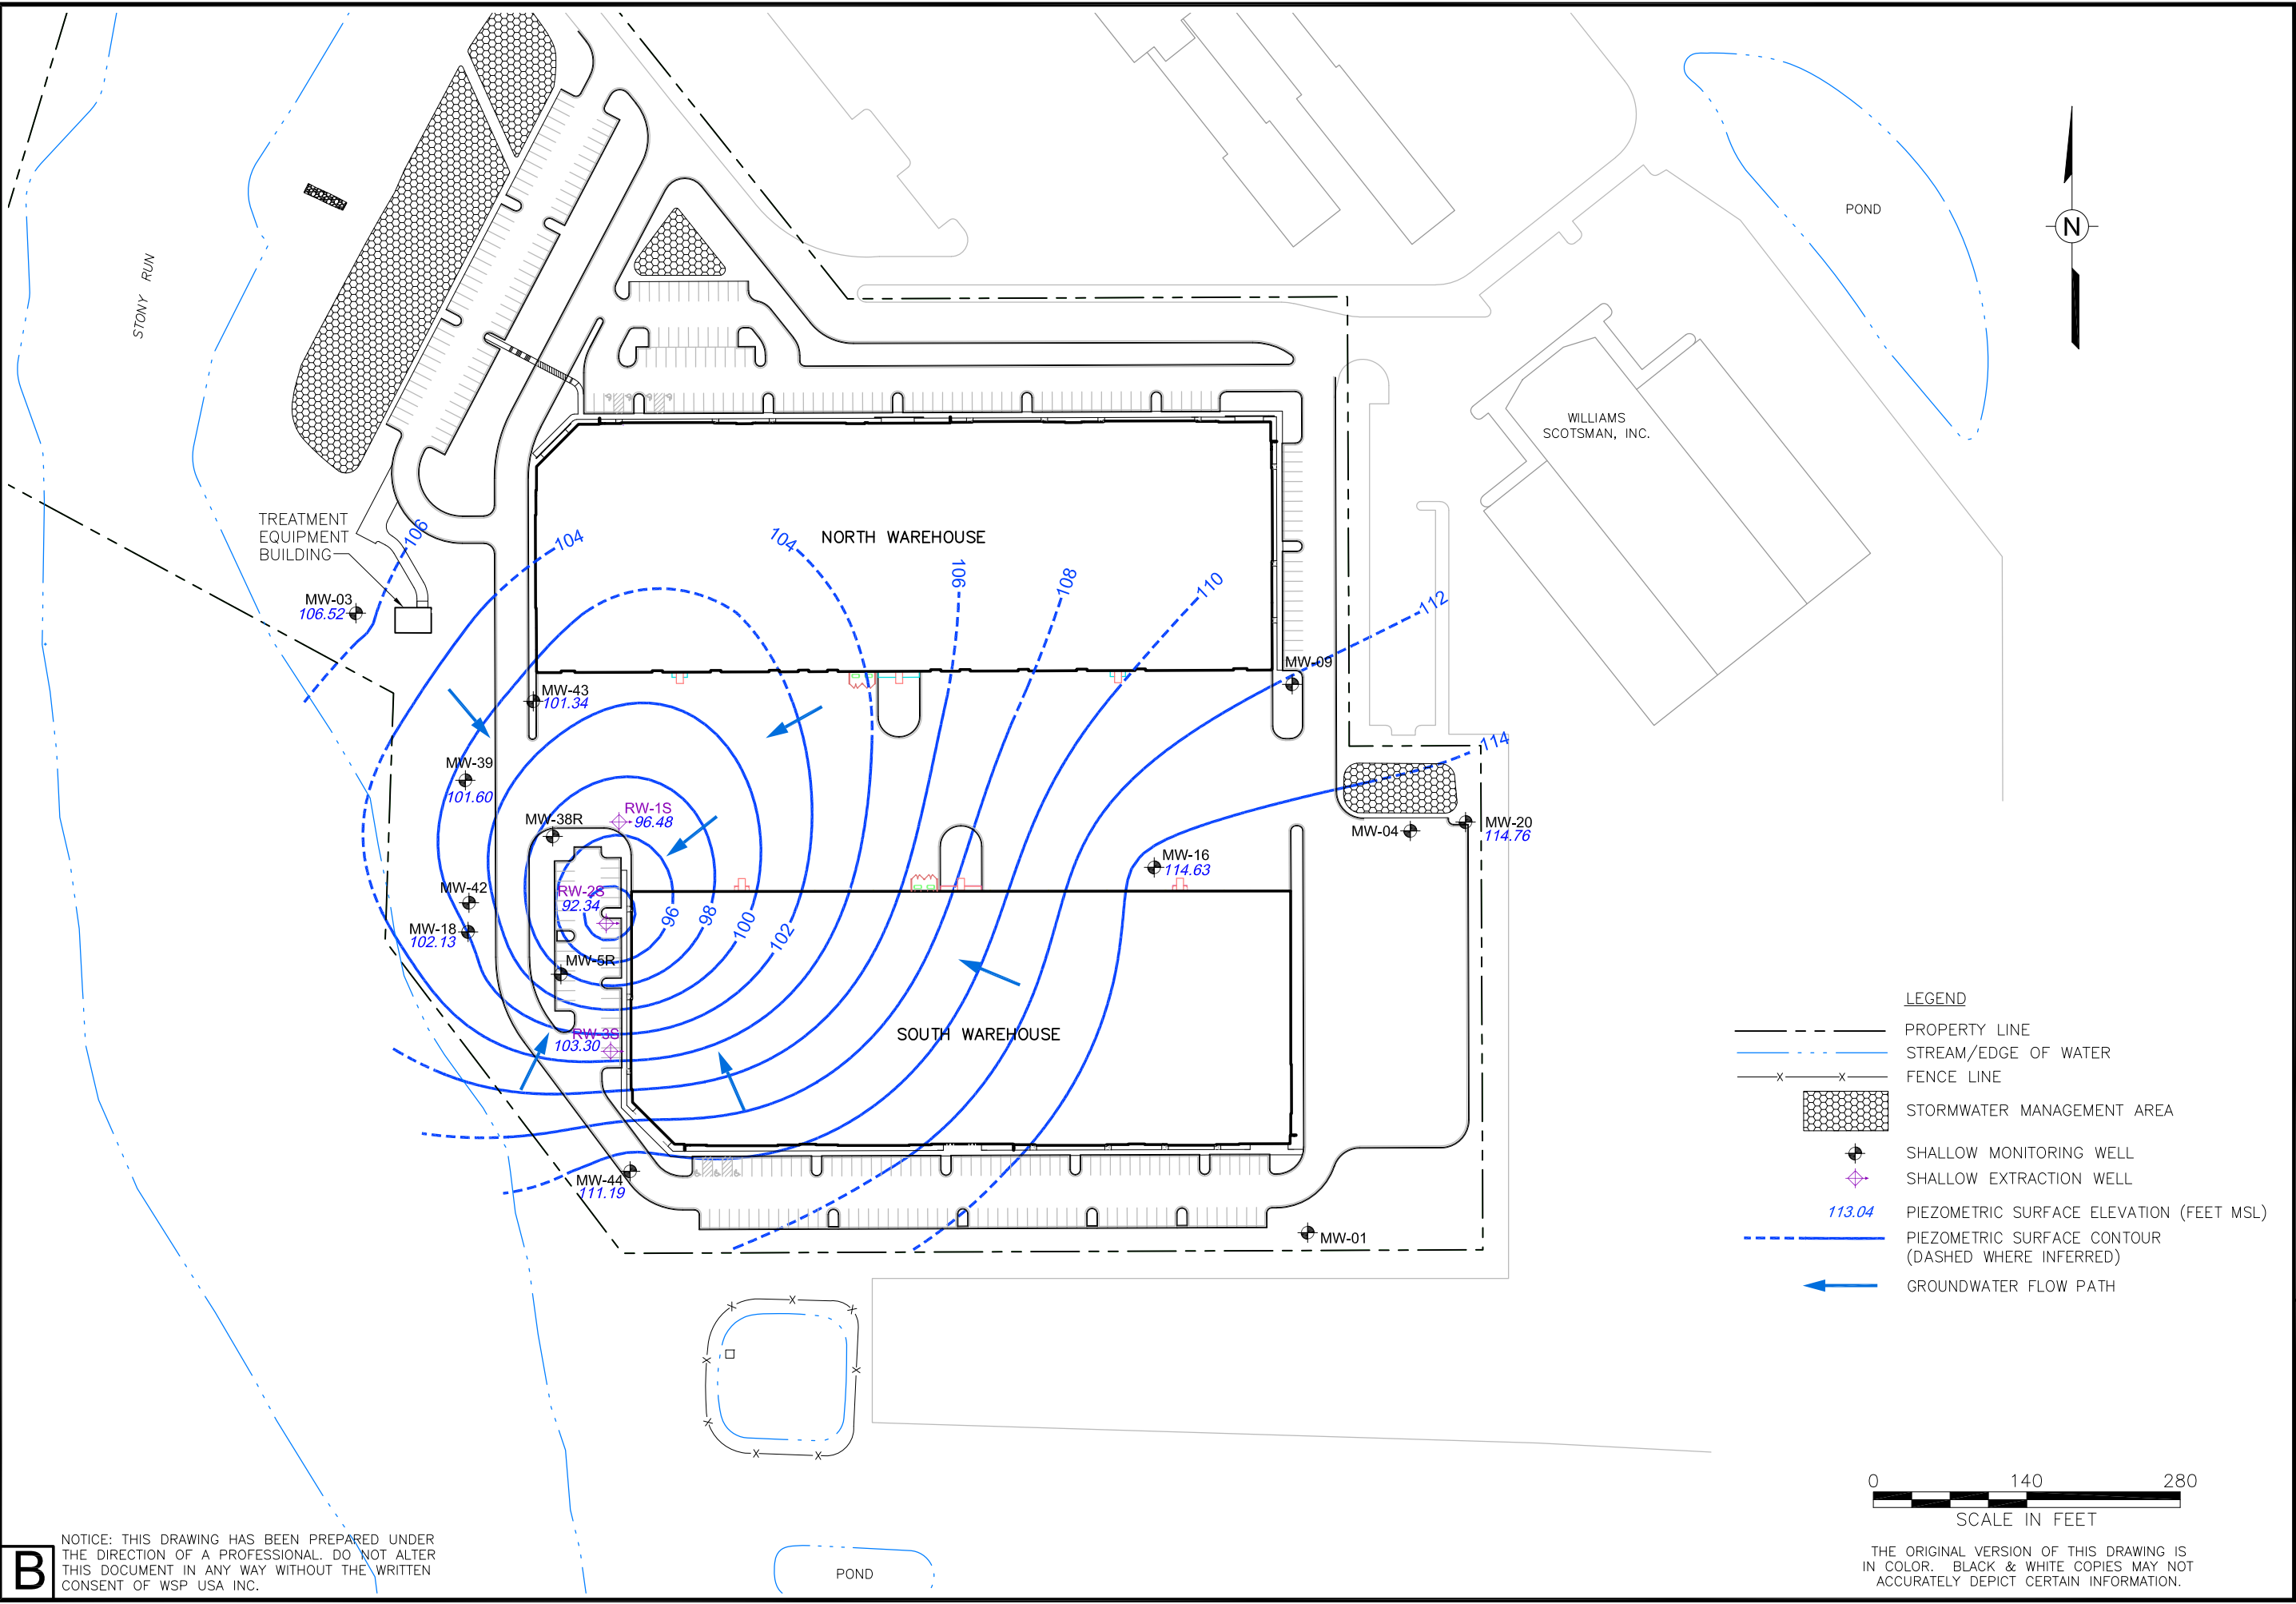 POND
N
STONY RUN
WILLIAMS
SCOTSMAN, INC.
TREATMENT
EQUIPMENT
BUILDING
106
104
104
NORTH WAREHOUSE
106
108
110
112
MW-03
106.52
MW-09
MW-43
101.34
114
MW-39
101.60
RW-1S
96.48
MW-38R
MW-04
MW-20
114.76
MW-16
114.63
MW-42
RW-2S
92.34
96
98
100
102
MW-18
102.13
MW-5R
RW-3S
103.30
SOUTH WAREHOUSE
MW-44
111.19
MW-01
LEGEND
PROPERTY LINE
STREAM/EDGE OF WATER
X X
FENCE LINE
STORMWATER MANAGEMENT AREA
SHALLOW MONITORING WELL
SHALLOW EXTRACTION WELL
113.04
PIEZOMETRIC SURFACE ELEVATION (FEET MSL)
PIEZOMETRIC SURFACE CONTOUR
(DASHED WHERE INFERRED)
GROUNDWATER FLOW PATH
0 140 280
SCALE IN FEET
THE ORIGINAL VERSION OF THIS DRAWING IS
IN COLOR. BLACK & WHITE COPIES MAY NOT
ACCURATELY DEPICT CERTAIN INFORMATION.
POND
B
NOTICE: THIS DRAWING HAS BEEN PREPARED UNDER
THE DIRECTION OF A PROFESSIONAL. DO NOT ALTER
THIS DOCUMENT IN ANY WAY WITHOUT THE WRITTEN
CONSENT OF WSP USA INC.